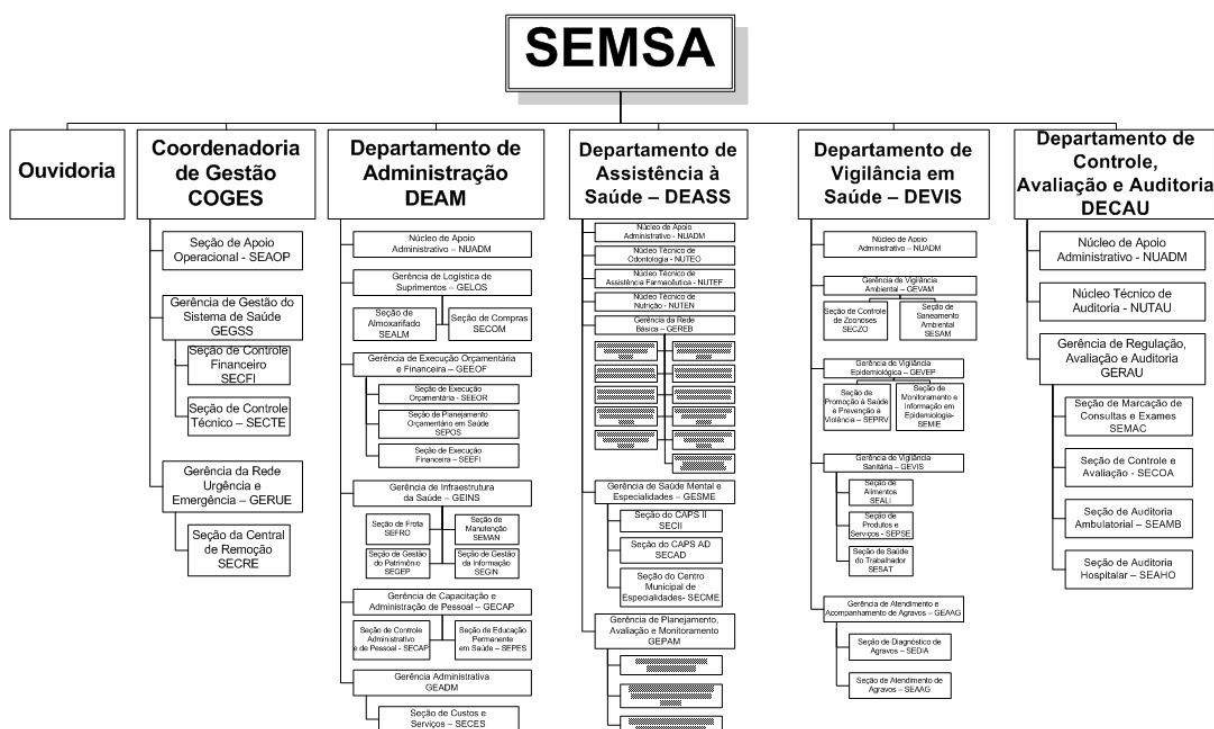 SEMSA
Ouvidoria
Coordenadoria
de Gestão
COGES
Seção de Apoio
Operacional - SEAOP
Gerência de Gestão do
Sistema de Saúde
GEGSS
Seção de Controle
Financeiro
SECFI
Seção de Controle
Técnico – SECTE
Gerência da Rede
Urgência e
Emergência – GERUE
Seção da Central
de Remoção
SECRE
Departamento de
Administração
DEAM
Núcleo de Apoio
Administrativo – NUADM
Gerência de Logística de
Suprimentos – GELOS
Seção de
Almoxarifado
SEALM
Seção de Compras
SECOM
Gerência de Execução Orçamentária
e Financeira – GEEOF
Seção de Execução
Orçamentária - SEEOR
Seção de Planejamento
Orçamentário em Saúde
SEPOS
Seção de Execução
Financeira – SEEFI
Gerência de Infraestrutura
da Saúde – GEINS
Seção de Frota
SEFRO
Seção de
Manutenção
SEMAN
Seção de Gestão
do Patrimônio
SEGEP
Seção de Gestão
da Informação
SEGIN
Gerência de Capacitação e
Administração de Pessoal – GECAP
Seção de Controle
Administrativo
e de Pessoal - SECAP
Seção de Educação
Permanente
em Saúde – SEPES
Gerência Administrativa
GEADM
Seção de Custos e
Serviços – SECES
Departamento de
Assistência à
Saúde – DEASS
Núcleo de Apoio
Administrativo – NUADM
Núcleo Técnico de
Odontologia - NUTEO
Núcleo Técnico de
Assistência Farmacêutica – NUTEF
Núcleo Técnico de
Nutrição – NUTEN
Gerência da Rede
Básica – GEREB
Gerência de Saúde Mental e
Especialidades – GESME
Seção do CAPS II
SECII
Seção do CAPS AD
SECAD
Seção do Centro
Municipal de
Especialidades- SECME
Gerência de Planejamento,
Avaliação e Monitoramento
GEPAM
Departamento de
Vigilância em
Saúde – DEVIS
Núcleo de Apoio
Administrativo – NUADM
Gerência de Vigilância
Ambiental – GEVAM
Seção de Controle
de Zoonoses
SECZO
Seção de
Saneamento
Ambiental
SESAM
Gerência de Vigilância
Epidemiológica – GEVEP
Seção de
Promoção à Saúde
e Prevenção à
Violência – SEPRV
Seção de
Monitoramento e
Informação em
Epidemiologia-
SEMIE
Gerência de Vigilância
Sanitária – GEVIS
Seção de
Alimentos
SEALI
Seção de
Produtos e
Serviços - SEPSE
Seção de Saúde
do Trabalhador
SESAT
Gerência de Atendimento e
Acompanhamento de Agravos – GEAAG
Seção de Diagnóstico de
Agravos – SEDIA
Seção de Atendimento de
Agravos – SEAAG
Departamento de
Controle,
Avaliação e Auditoria
DECAU
Núcleo de Apoio
Administrativo - NUADM
Núcleo Técnico de
Auditoria - NUTAU
Gerência de Regulação,
Avaliação e Auditoria
GERAU
Seção de Marcação de
Consultas e Exames
SEMAC
Seção de Controle e
Avaliação - SECOA
Seção de Auditoria
Ambulatorial – SEAMB
Seção de Auditoria
Hospitalar – SEAHO